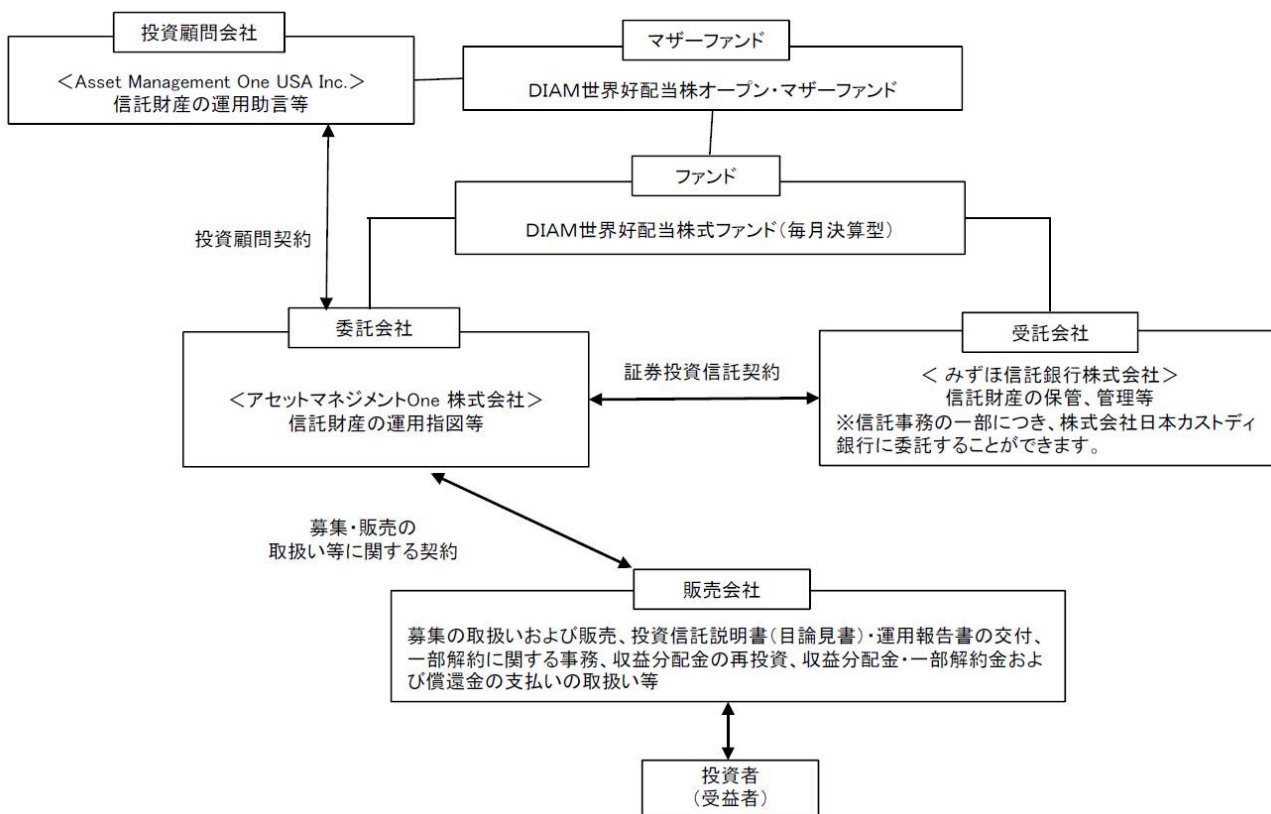 投資顧問会社
＜Asset Management One USA Inc.＞
信託財産の運用助言等
マザーファンド
DIAM世界好配当株オープン・マザーファンド
ファンド
DIAM世界好配当株式ファンド（毎月決算型）
投資顧問契約
委託会社
＜アセットマネジメントOne 株式会社＞
信託財産の運用指図等
証券投資信託契約
受託会社
＜ みずほ信託銀行株式会社＞
信託財産の保管、管理等
※信託事務の一部につき、株式会社日本カストディ
銀行に委託することができます。
募集・販売の
取扱い等に関する契約
販売会社
募集の取扱いおよび販売、投資信託説明書（目論見書）・運用報告書の交付、
一部解約に関する事務、収益分配金の再投資、収益分配金・一部解約金およ
び償還金の支払いの取扱い等
投資者
（受益者）